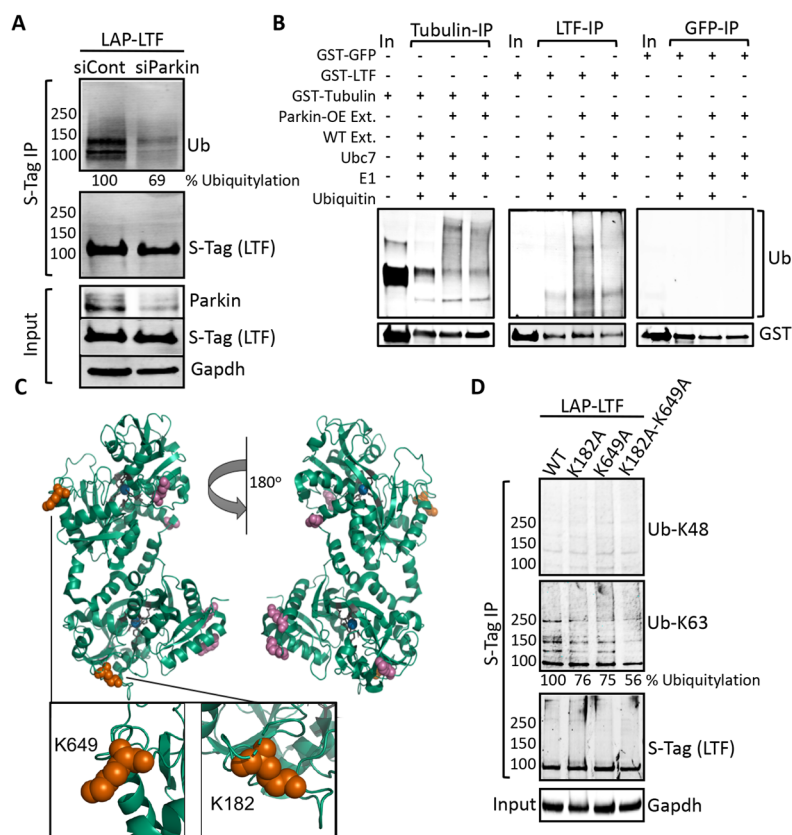 A
LAP-LTF
siCont siParkin
S-Tag IP
250
150
100
Ub
100 69 % Ubiquitylation
250
150
100
S-Tag (LTF)
Input
Parkin
S-Tag (LTF)
Gapdh
B
In Tubulin-IP In LTF-IP In GFP-IP
GST-GFP - - - - - - - - + + + +
GST-LTF - - - - + + + + - - - -
GST-Tubulin + + + + - - - - - - - -
Parkin-OE Ext. - - + + - - + + - - + +
WT Ext. - + - - - + - - - + - -
Ubc7 - + + + - + + + - + + +
E1 - + + + - + + + - + + +
Ubiquitin - + + - - + + - - + + -
Ub
GST
C
180°
K649
K182
D
LAP-LTF
WT K182A K649A K182A-K649A
S-Tag IP
250
150
100
Ub-K48
250
150
100
Ub-K63
100 76 75 56 % Ubiquitylation
250
150
100
S-Tag (LTF)
Input Gapdh